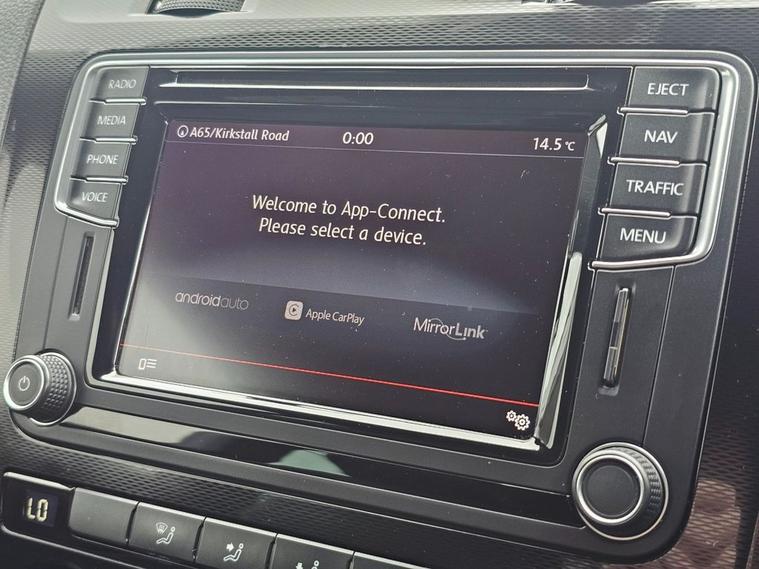 RADIO
MEDIA
PHONE
VOICE
A65/Kirkstall Road 0:00 14.5°C
Welcome to App-Connect.
Please select a device.
androidauto Apple CarPlay MirrorLink
EJECT
NAV
TRAFFIC
MENU
LO